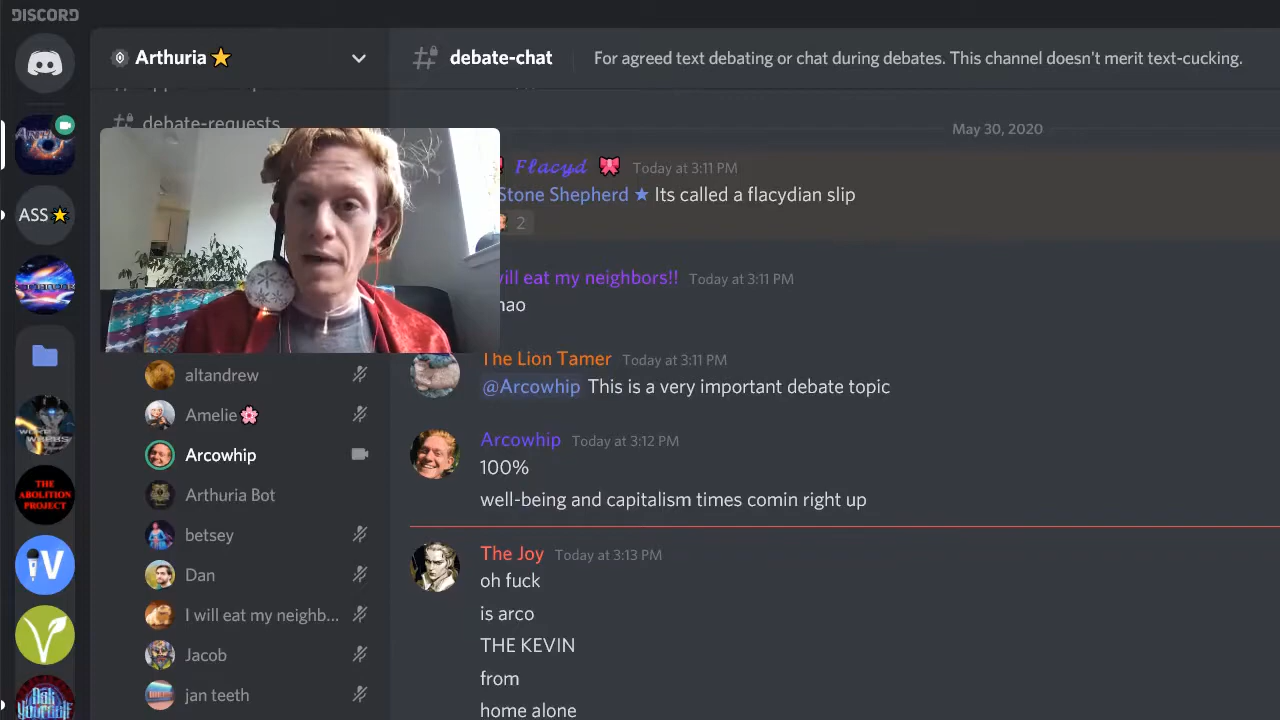 DISCORD
Arthuria
debate-chat
For agreed text debating or chat during debates. This channel doesn't merit text-cucking.
debate-requests
May 30, 2020
Flacyd Today at 3:11 PM
Stone Shepherd ★ Its called a flacydian slip
2
will eat my neighbors!! Today at 3:11 PM
The Lion Tamer Today at 3:11 PM
@Arcowhip This is a very important debate topic
Arcowhip Today at 3:12 PM
100%
well-being and capitalism times comin right up
The Joy Today at 3:13 PM
oh fuck
is arco
THE KEVIN
from
home alone
ASS
THE
ABOLITION
PROJECT
V
altandrew
Amelie
Arcowhip
Arthuria Bot
betsey
Dan
I will eat my neighb...
Jacob
jan teeth